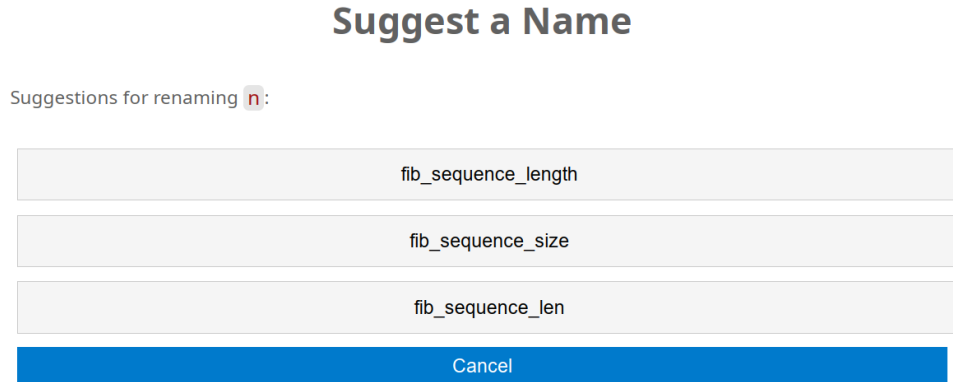 Suggest a Name
Suggestions for renaming n:
fib_sequence_length
fib_sequence_size
fib_sequence_len
Cancel